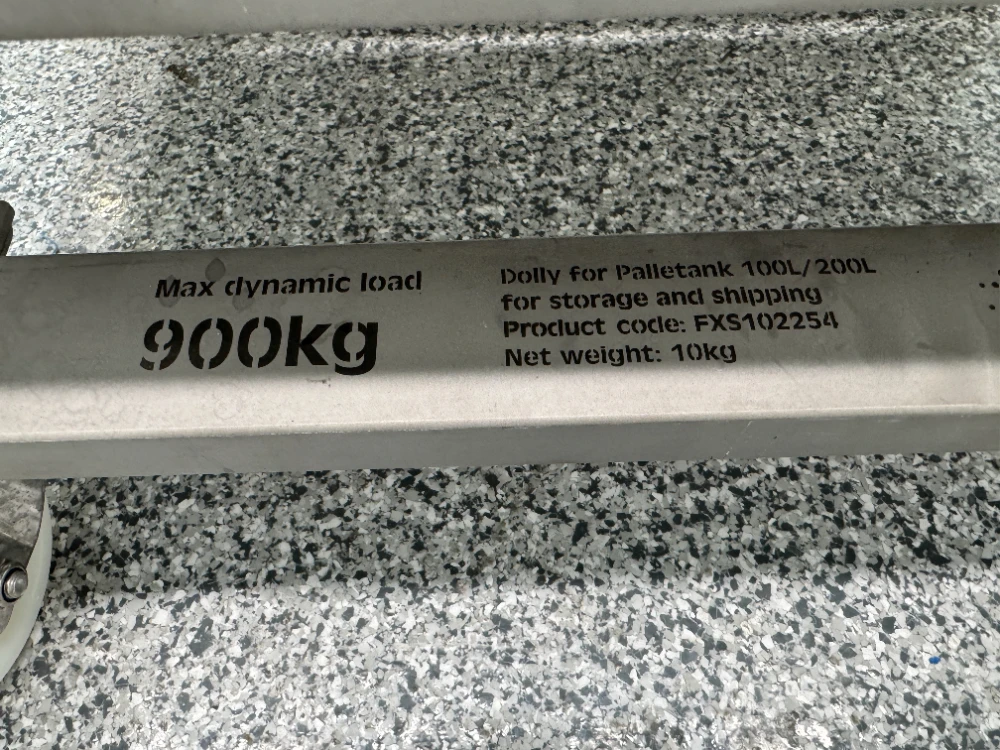 Max dynamic load
900kg
Dolly for Palletank 100L/200L
for storage and shipping
Product code: FXS102254
Net weight: 10kg